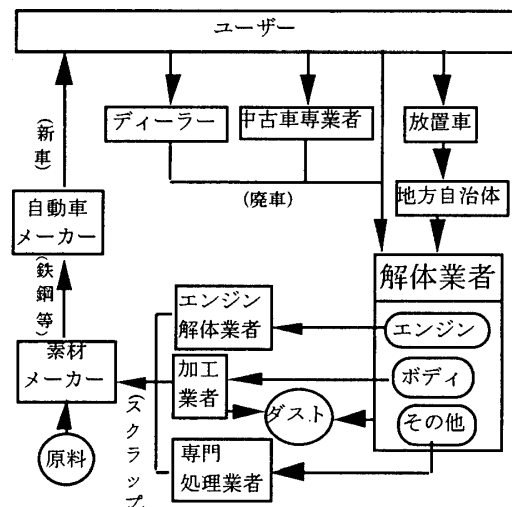 ユーザー
ディーラー
中古車専業者
放置車
(新車)
(廃車)
地方自治体
自動車
メーカー
解体業者
(鉄鋼等)
エンジン
解体業者
エンジン
素材
メーカー
加工
業者
ボディ
ダスト
その他
(スクラップ
原料
専門
処理業者